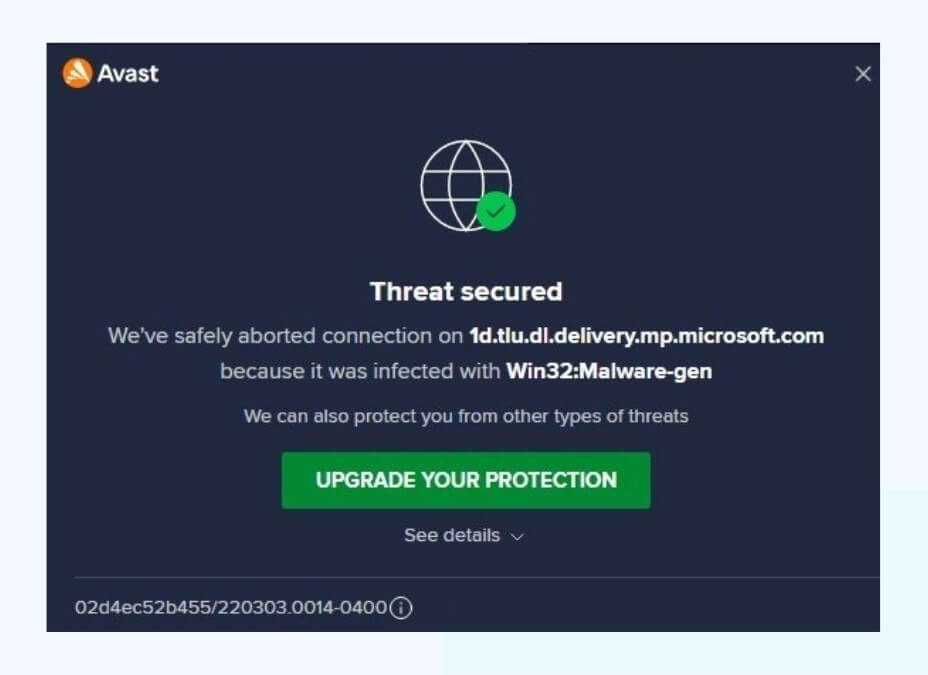 Avast
Threat secured
We've safely aborted connection on 1d.tlu.dl.delivery.mp.microsoft.com
because it was infected with Win32:Malware-gen
We can also protect you from other types of threats
UPGRADE YOUR PROTECTION
See details
02d4ec52b455/220303.0014-0400